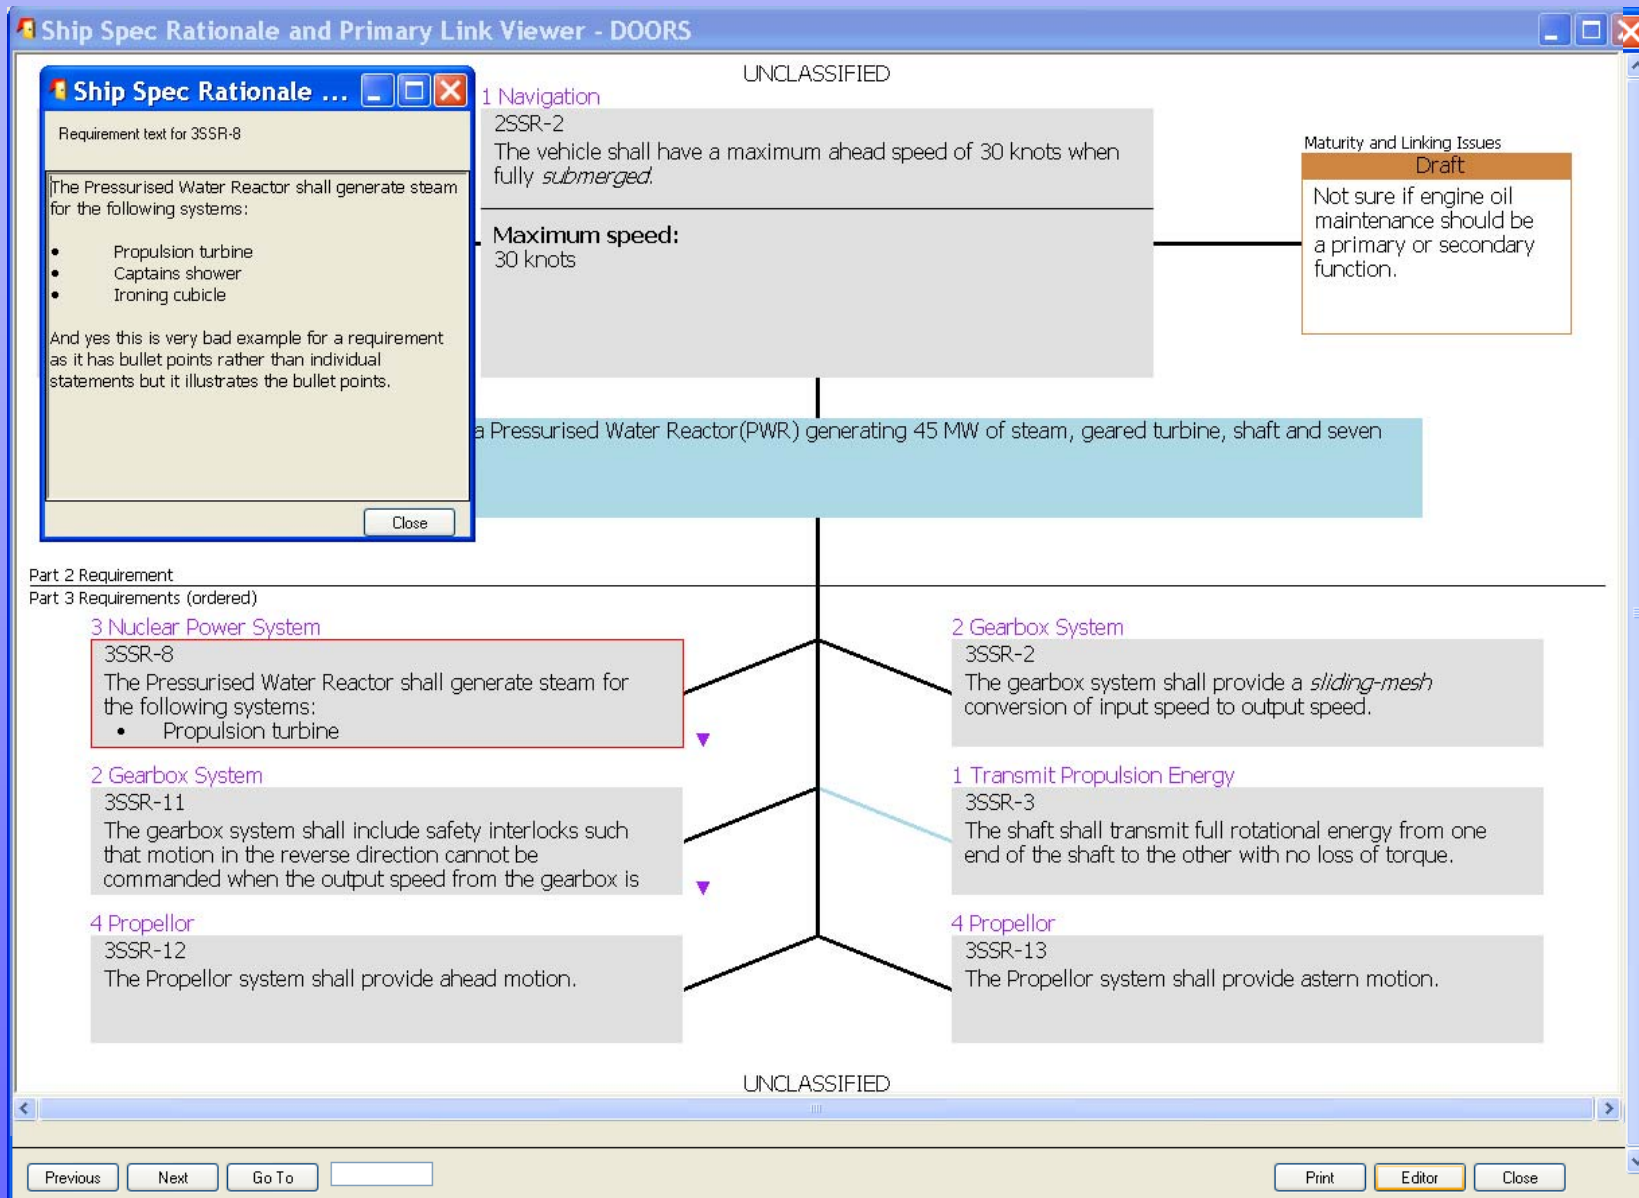 Ship Spec Rationale and Primary Link Viewer - DOORS
UNCLASSIFIED
Ship Spec Rationale ...
Requirement text for 3SSR-8
The Pressurised Water Reactor shall generate steam
for the following systems:
• Propulsion turbine
• Captains shower
• Ironing cubicle
And yes this is very bad example for a requirement
as it has bullet points rather than individual
statements but it illustrates the bullet points.
Close
1 Navigation
2SSR-2
The vehicle shall have a maximum ahead speed of 30 knots when
fully submerged.
Maximum speed:
30 knots
Maturity and Linking Issues
Draft
Not sure if engine oil
maintenance should be
a primary or secondary
function.
a Pressurised Water Reactor(PWR) generating 45 MW of steam, geared turbine, shaft and seven
Part 2 Requirement
Part 3 Requirements (ordered)
3 Nuclear Power System
3SSR-8
The Pressurised Water Reactor shall generate steam for
the following systems:
• Propulsion turbine
2 Gearbox System
3SSR-2
The gearbox system shall provide a sliding-mesh
conversion of input speed to output speed.
2 Gearbox System
3SSR-11
The gearbox system shall include safety interlocks such
that motion in the reverse direction cannot be
commanded when the output speed from the gearbox is
1 Transmit Propulsion Energy
3SSR-3
The shaft shall transmit full rotational energy from one
end of the shaft to the other with no loss of torque.
4 Propellor
3SSR-12
The Propellor system shall provide ahead motion.
4 Propellor
3SSR-13
The Propellor system shall provide astern motion.
UNCLASSIFIED
Previous
Next
Go To
Print
Editor
Close